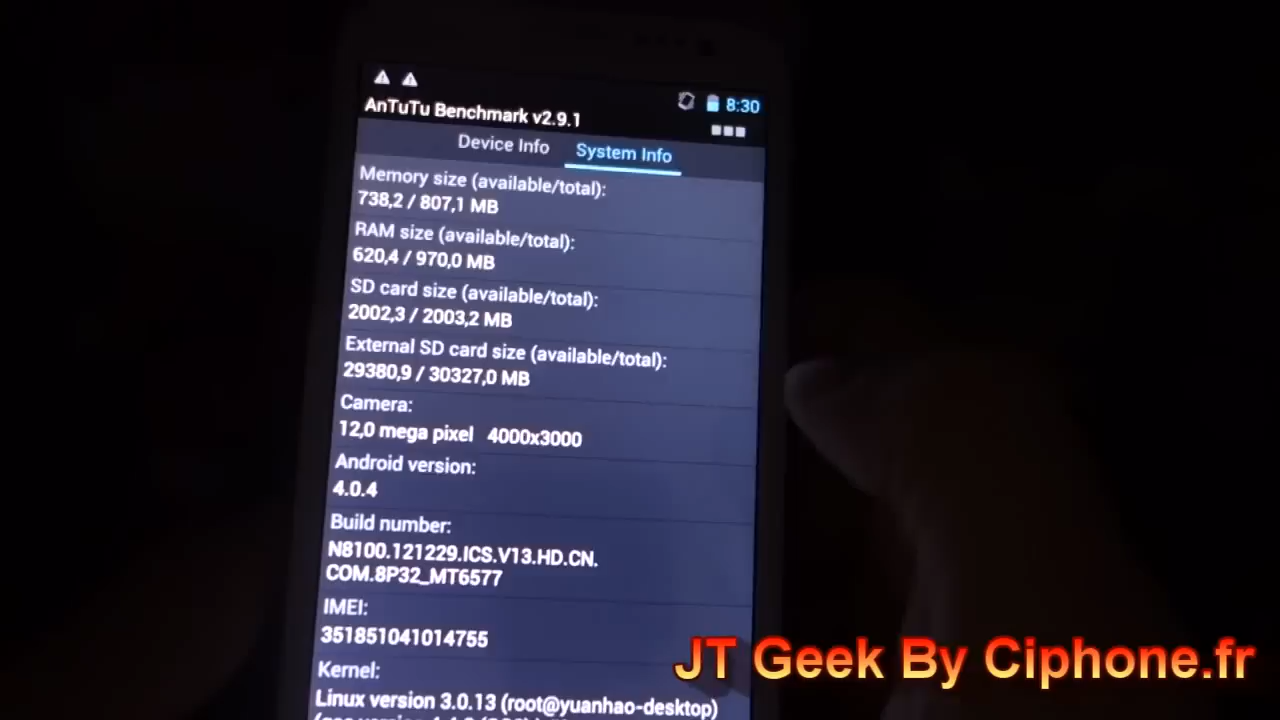 8:30
AnTuTu Benchmark v2.9.1
Device Info System Info
Memory size (available/total):
738,2 / 807,1 MB
RAM size (available/total):
620,4 / 970,0 MB
SD card size (available/total):
2002,3 / 2003,2 MB
External SD card size (available/total):
29380,9 / 30327,0 MB
Camera:
12,0 mega pixel 4000x3000
Android version:
4.0.4
Build number:
N8100.121229.ICS.V13.HD.CN.
COM.8P32_MT6577
IMEI:
351851041014755
Kernel:
Linux version 3.0.13 (root@yuanhao-desktop)
JT Geek By Ciphone.fr